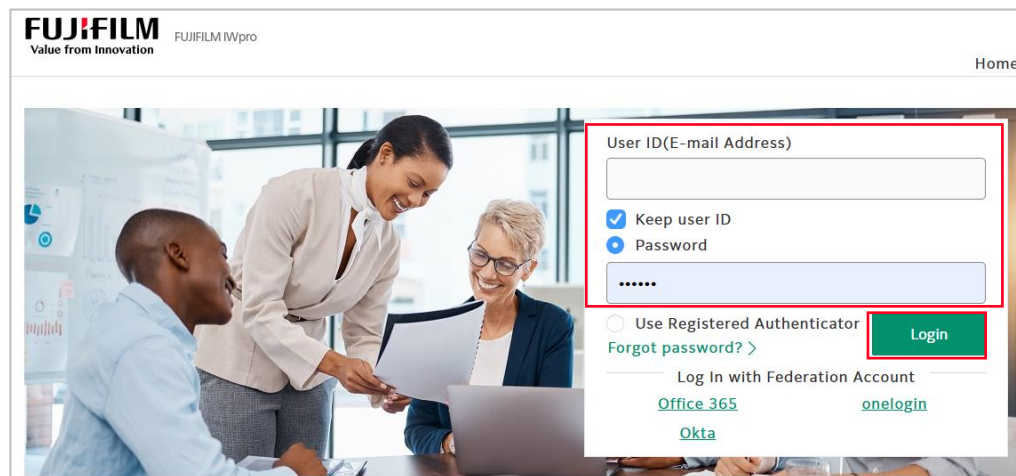 FUJIFILM
Value from Innovation
FUJIFILM IWpro
Home
User ID(E-mail Address)
Keep user ID
Password
••••••
Use Registered Authenticator
Login
Forgot password? >
Log In with Federation Account
Office 365
onelogin
Okta